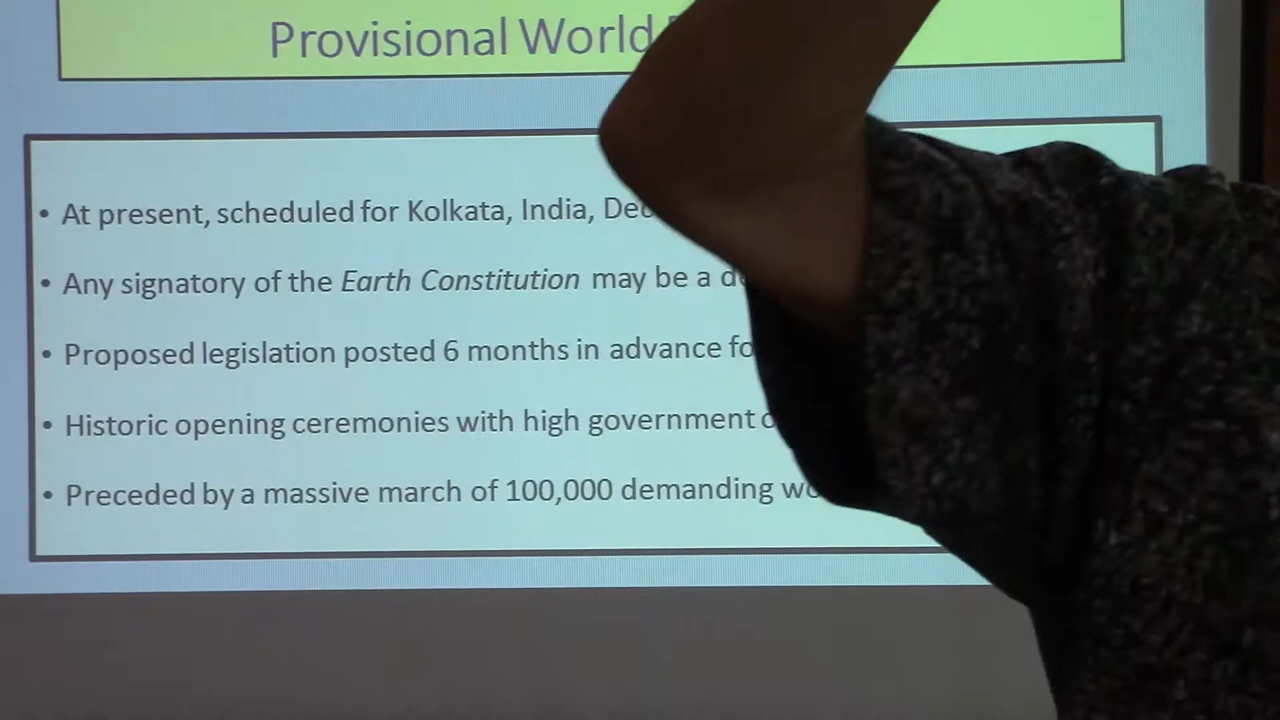 Provisional World
• At present, scheduled for Kolkata, India,
• Any signatory of the Earth Constitution may be a
• Proposed legislation posted 6 months in advance
• Historic opening ceremonies with high government
• Preceded by a massive march of 100,000 demanding